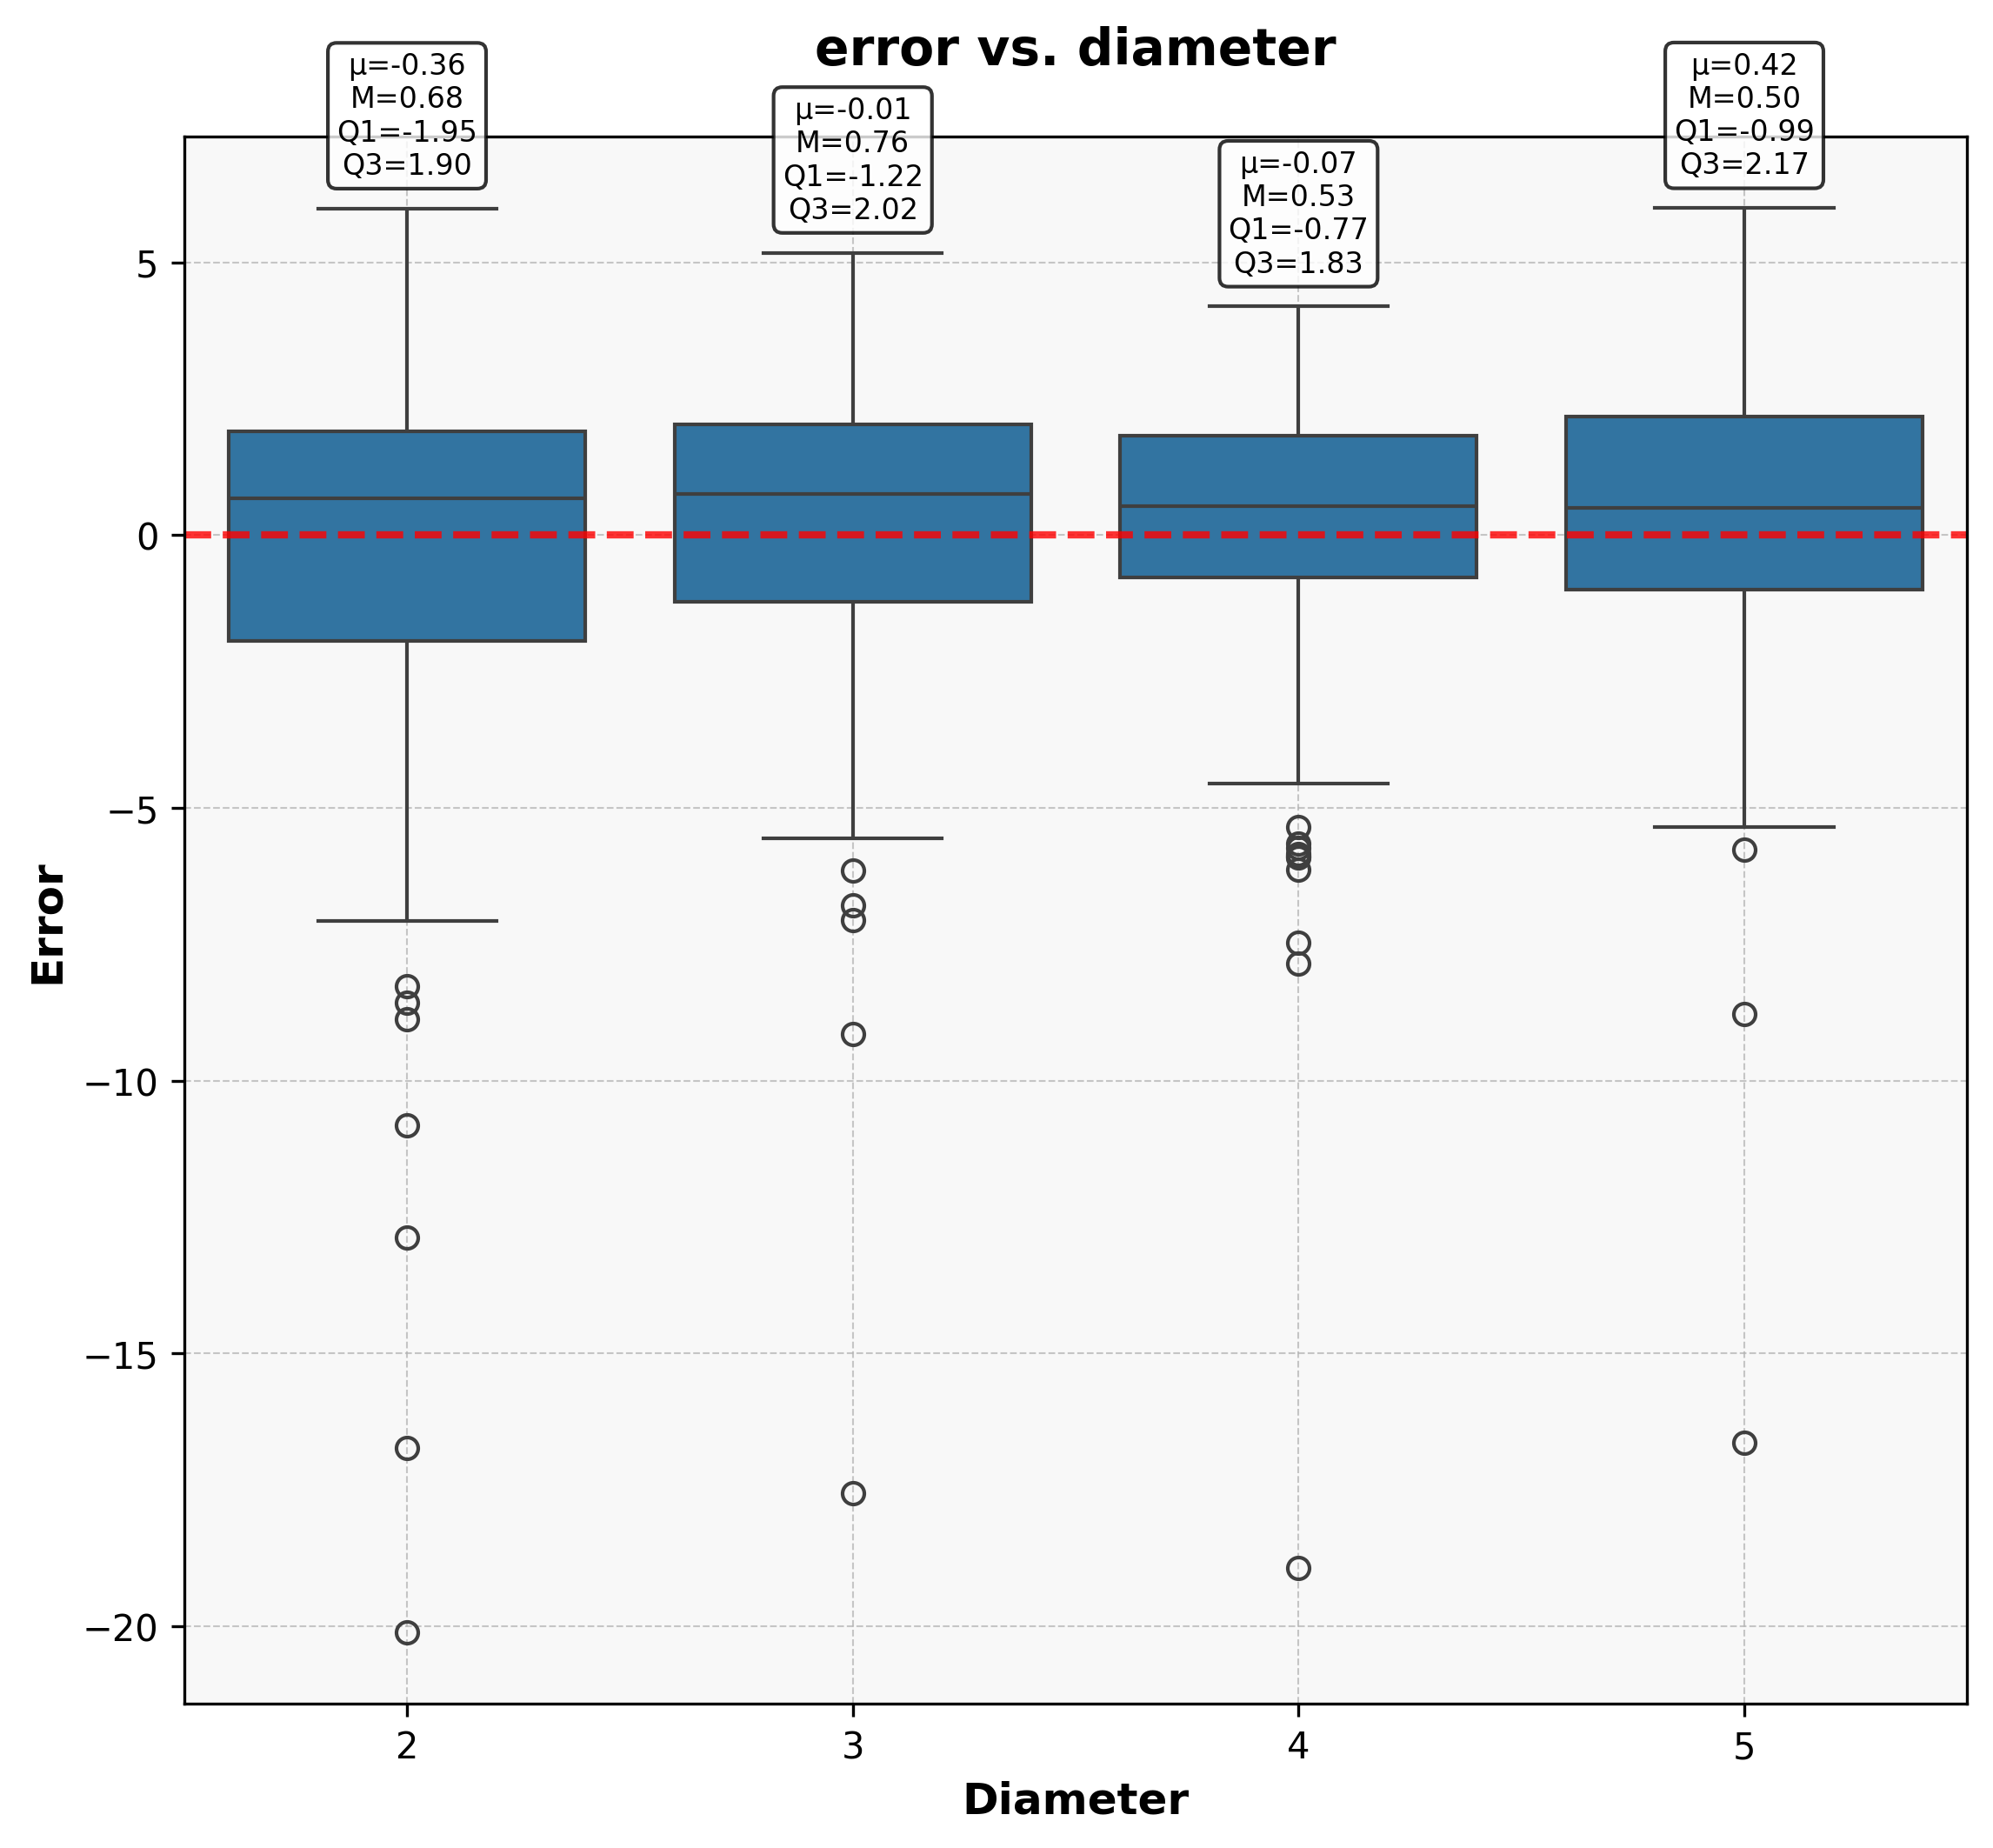 error vs. diameter
μ=-0.36
M=0.68
Q1=-1.95
Q3=1.90
μ=-0.01
M=0.76
Q1=-1.22
Q3=2.02
μ=-0.07
M=0.53
Q1=-0.77
Q3=1.83
μ=0.42
M=0.50
Q1=-0.99
Q3=2.17
5
0
−5
−10
−15
−20
Error
2
3
4
5
Diameter